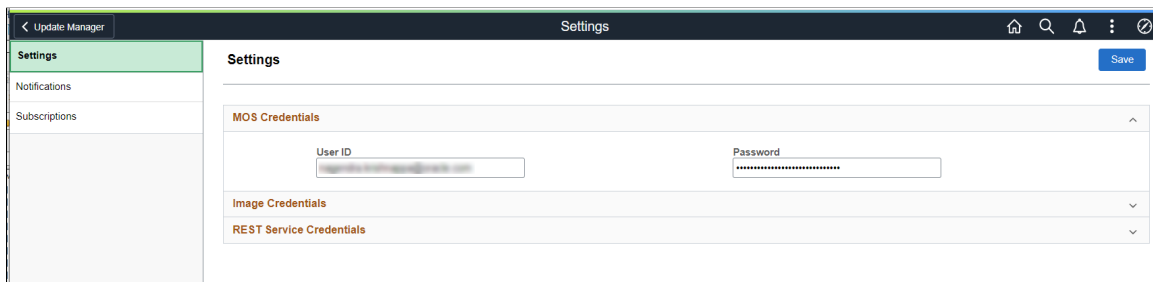 Update Manager
Settings
Settings
Notifications
Subscriptions
Settings
Save
MOS Credentials
User ID
Password
Image Credentials
REST Service Credentials